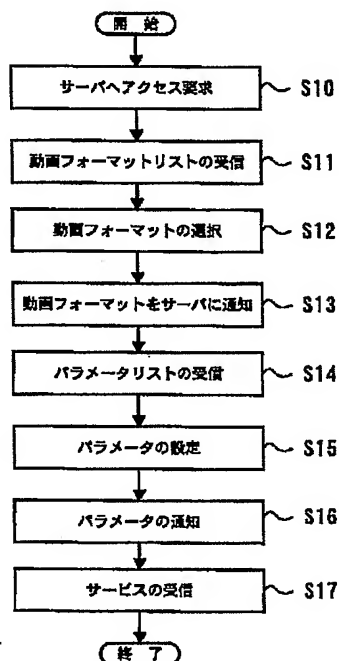 開 始
サーバへアクセス要求
S10
動画フォーマットリストの受信
S11
動画フォーマットの選択
S12
動画フォーマットをサーバに通知
S13
パラメータリストの受信
S14
パラメータの設定
S15
パラメータの通知
S16
サービスの受信
S17
終 了